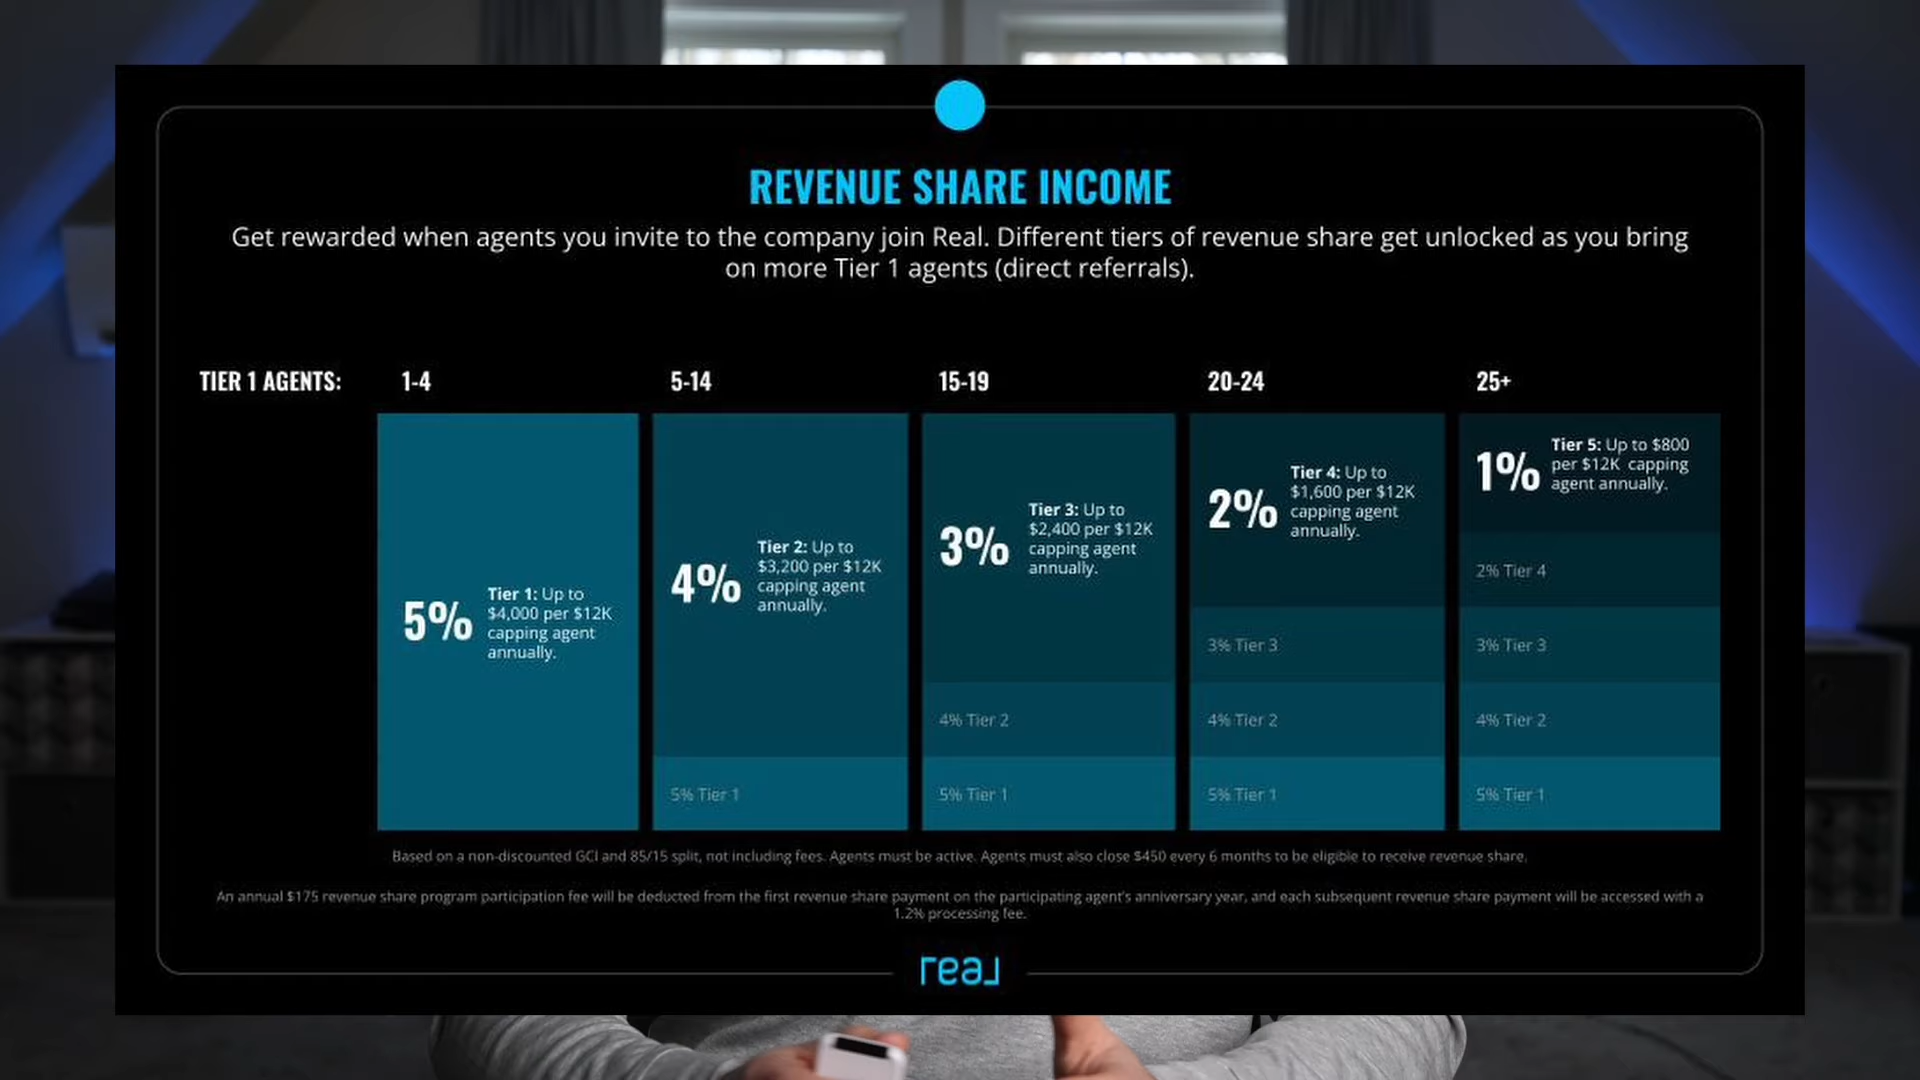 REVENUE SHARE INCOME
Get rewarded when agents you invite to the company join Real. Different tiers of revenue share get unlocked as you bring
on more Tier 1 agents (direct referrals).
TIER 1 AGENTS:
1-4
5-14
15-19
20-24
25+
5%
Tier 1: Up to
$4,000 per $12K
capping agent
annually.
4%
Tier 2: Up to
$3,200 per $12K
capping agent
annually.
5% Tier 1
3%
Tier 3: Up to
$2,400 per $12K
capping agent
annually.
4% Tier 2
5% Tier 1
2%
Tier 4: Up to
$1,600 per $12K
capping agent
annually.
3% Tier 3
4% Tier 2
5% Tier 1
1%
Tier 5: Up to $800
per $12K capping
agent annually.
2% Tier 4
3% Tier 3
4% Tier 2
5% Tier 1
Based on a non-discounted GCI and 85/15 split, not including fees. Agents must be active. Agents must also close $450 every 6 months to be eligible to receive revenue share.
An annual $175 revenue share program participation fee will be deducted from the first revenue share payment on the participating agent's anniversary year, and each subsequent revenue share payment will be accessed with a
1.2% processing fee.
real